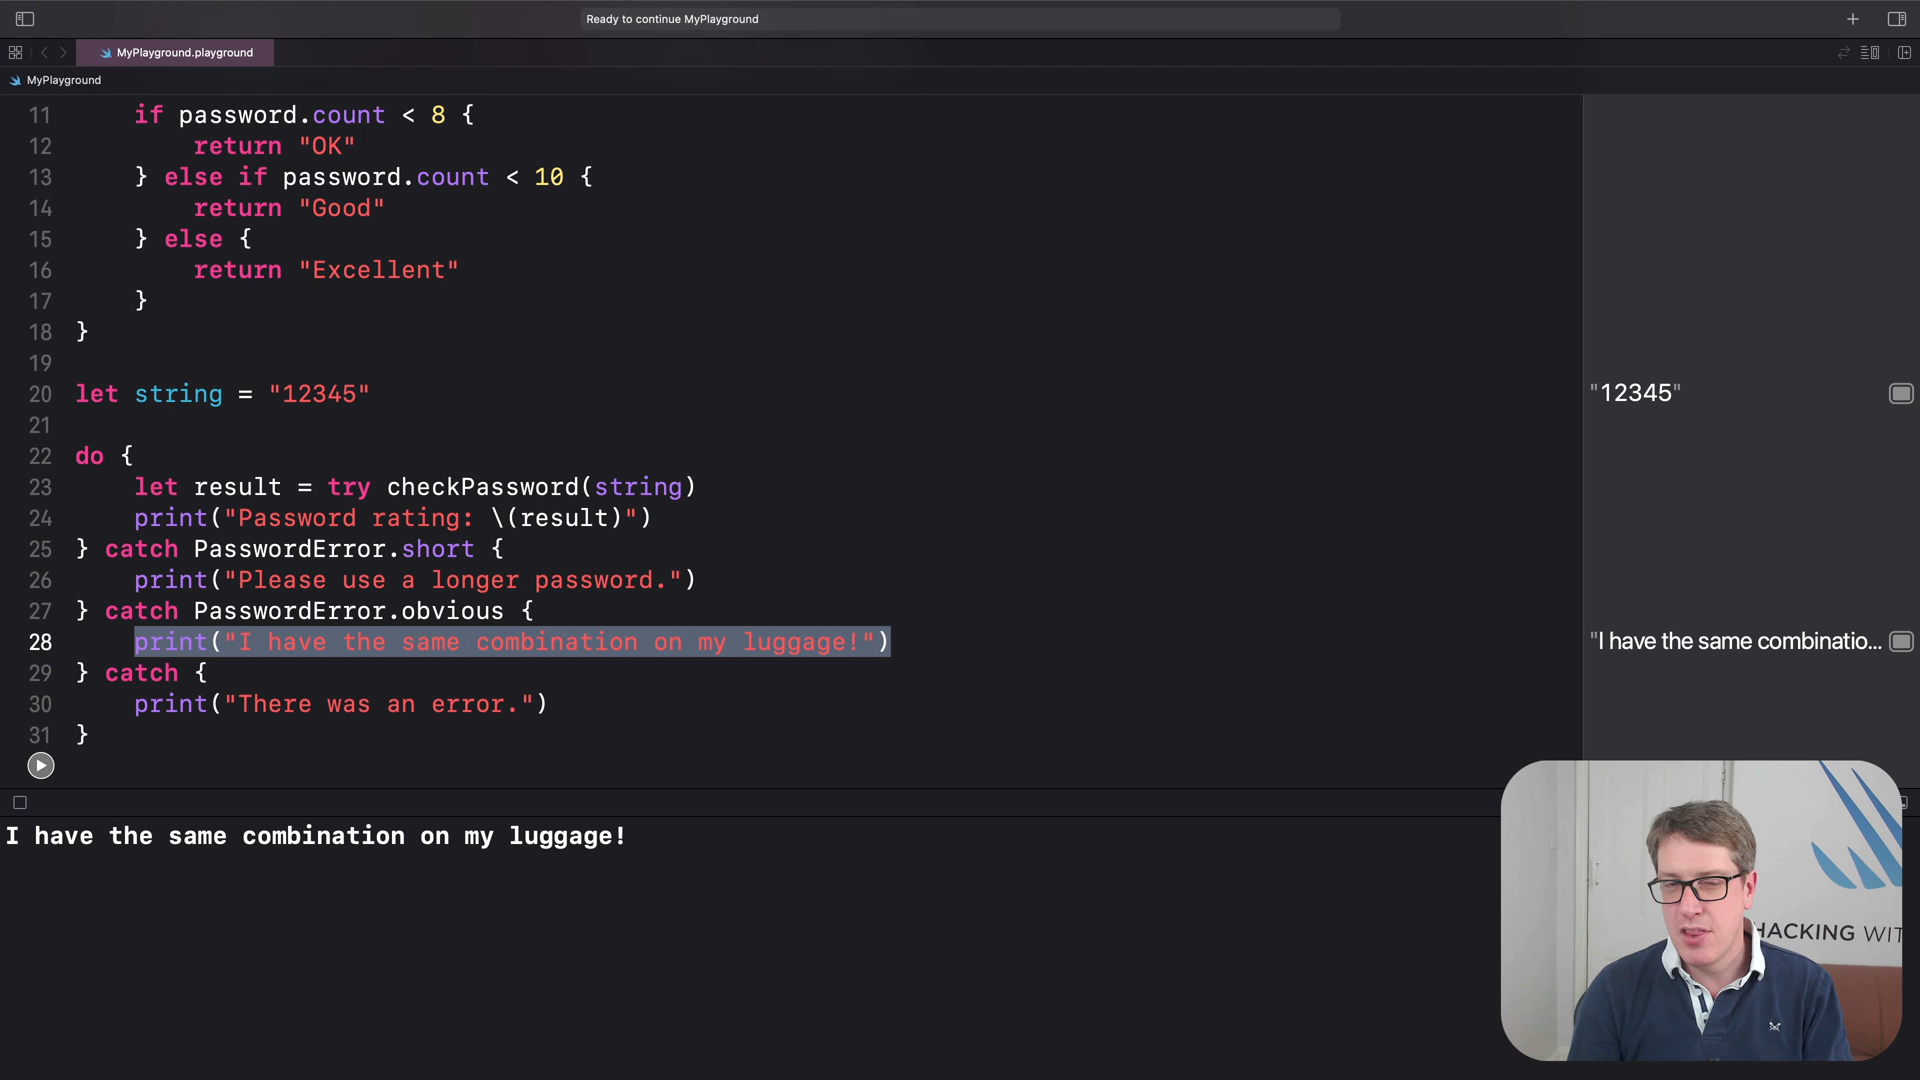 Ready to continue MyPlayground
MyPlayground.playground
MyPlayground
11 if password.count < 8 {
12 return "OK"
13 } else if password.count < 10 {
14 return "Good"
15 } else {
16 return "Excellent"
17 }
18 }
19
20 let string = "12345"
"12345"
21
22 do {
23 let result = try checkPassword(string)
24 print("Password rating: \(result)")
25 } catch PasswordError.short {
26 print("Please use a longer password.")
27 } catch PasswordError.obvious {
28 print("I have the same combination on my luggage!")
"I have the same combinatio...
29 } catch {
30 print("There was an error.")
31 }
I have the same combination on my luggage!
HACKING WIT